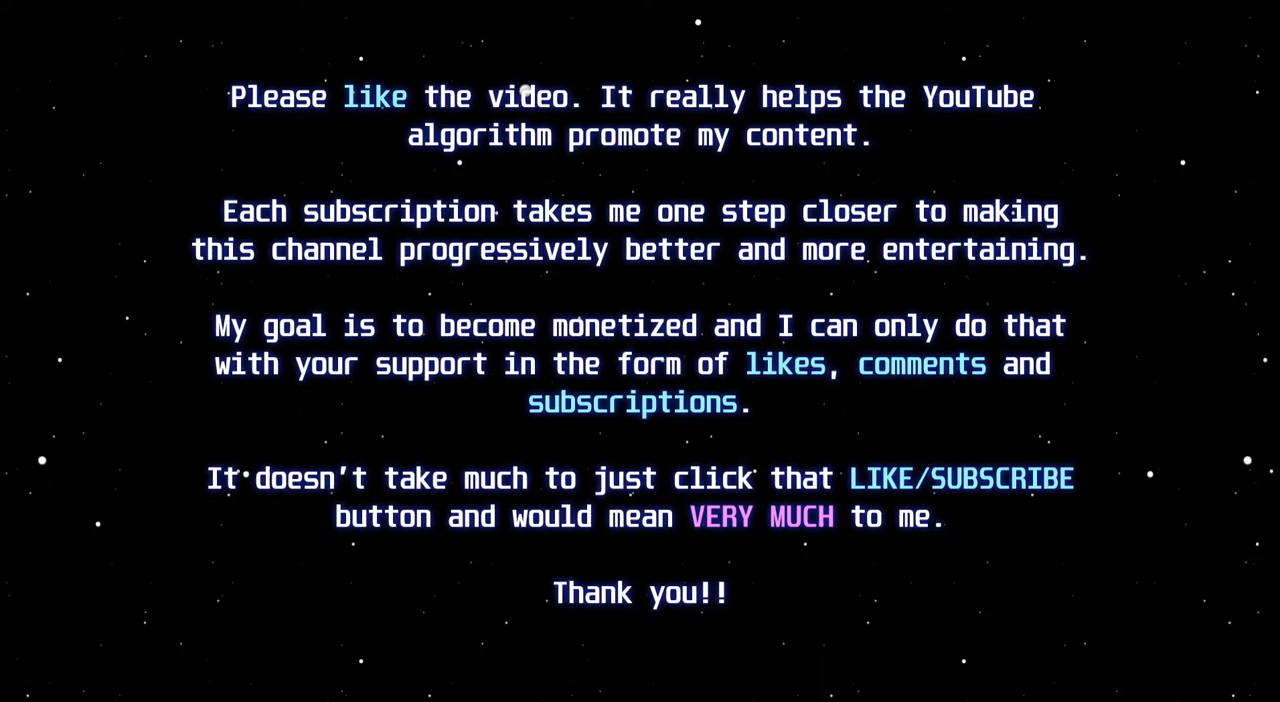 Please like the video. It really helps the YouTube
algorithm promote my content.
Each subscription takes me one step closer to making
this channel progressively better and more entertaining.
My goal is to become monetized and I can only do that
with your support in the form of likes, comments and
subscriptions.
It doesn't take much to just click that LIKE/SUBSCRIBE
button and would mean VERY MUCH to me.
Thank you!!